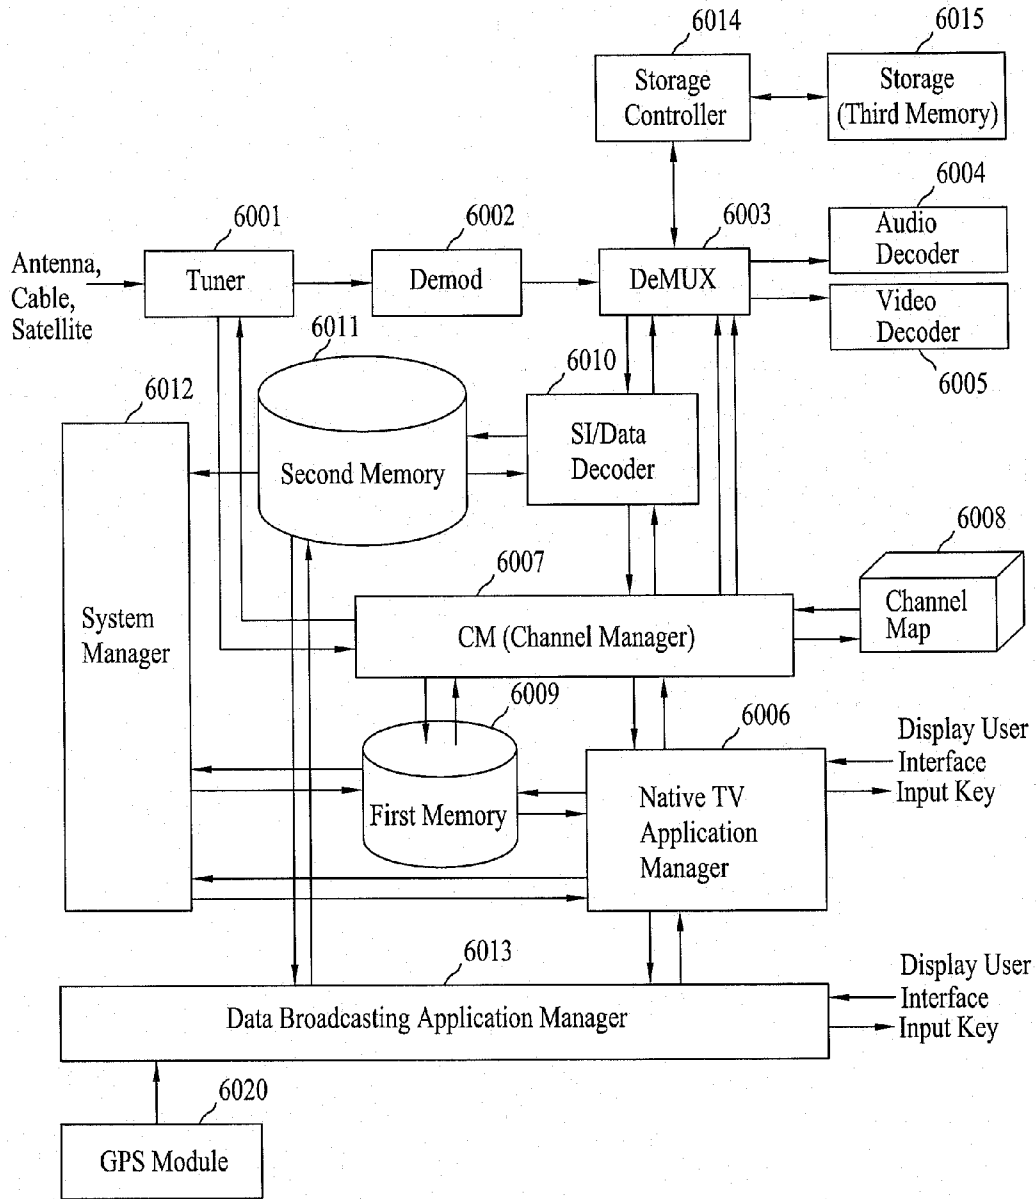 6014
6015
Storage
Controller
Storage
(Third Memory)
6001
6002
6003
6004
Antenna,
Cable,
Satellite
Tuner
Demod
DeMUX
Audio
Decoder
Video
Decoder
6005
6011
6010
6012
Second Memory
SI/Data
Decoder
6008
6007
System
Manager
CM (Channel Manager)
Channel
Map
6009
6006
First Memory
Native TV
Application
Manager
Display User
Interface
Input Key
6013
Data Broadcasting Application Manager
Display User
Interface
Input Key
6020
GPS Module